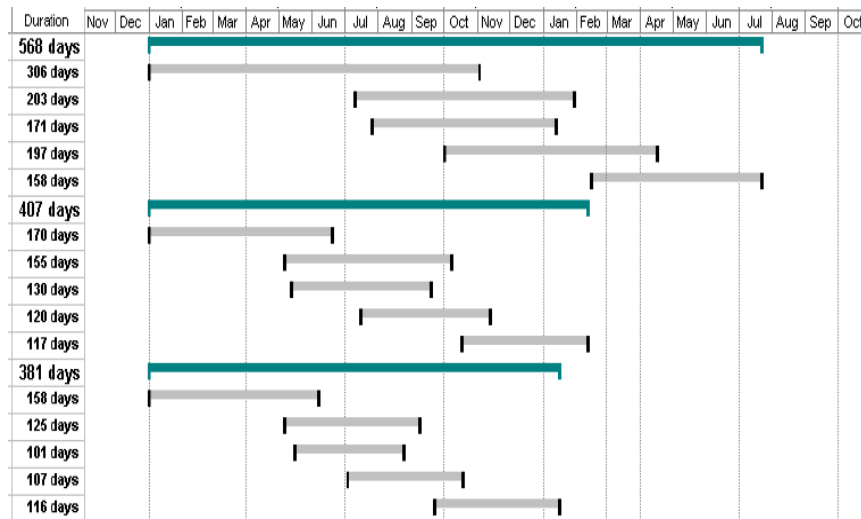 Duration Nov Dec Jan Feb Mar Apr May Jun Jul Aug Sep Oct Nov Dec Jan Feb Mar Apr May Jun Jul Aug Sep Oct
568 days
306 days
203 days
171 days
197 days
158 days
407 days
170 days
155 days
130 days
120 days
117 days
381 days
158 days
125 days
101 days
107 days
116 days